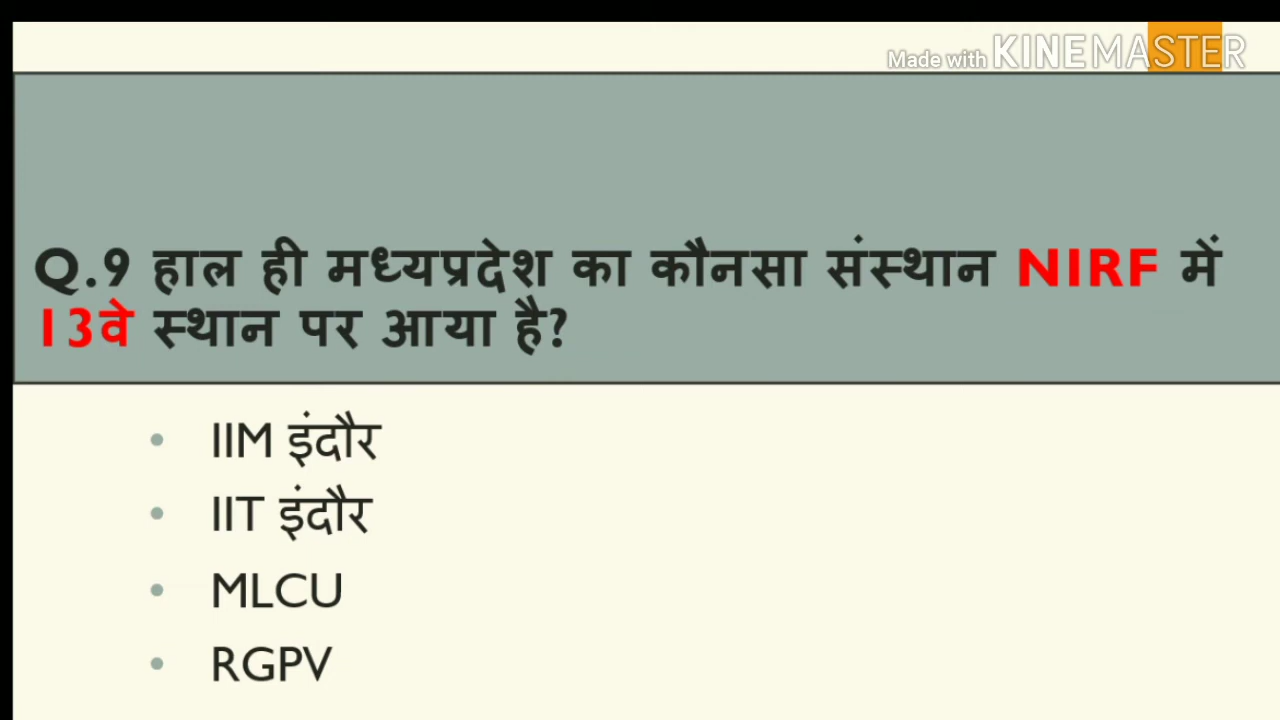 Made with KINEMASTER
Q.9 हाल ही मध्यप्रदेश का कौनसा संस्थान NIRF में
13वे स्थान पर आया है?
• IIM इंदौर
• IIT इंदौर
• MLCU
• RGPV